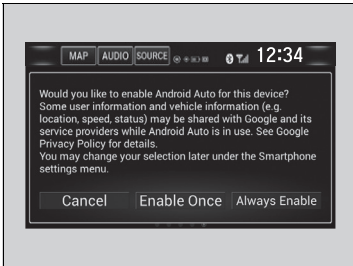 MAP AUDIO SOURCE 12:34
Would you like to enable Android Auto for this device?
Some user information and vehicle information (e.g.
location, speed, status) may be shared with Google and its
service providers while Android Auto is in use. See Google
Privacy Policy for details.
You may change your selection later under the Smartphone
settings menu.
Cancel Enable Once Always Enable